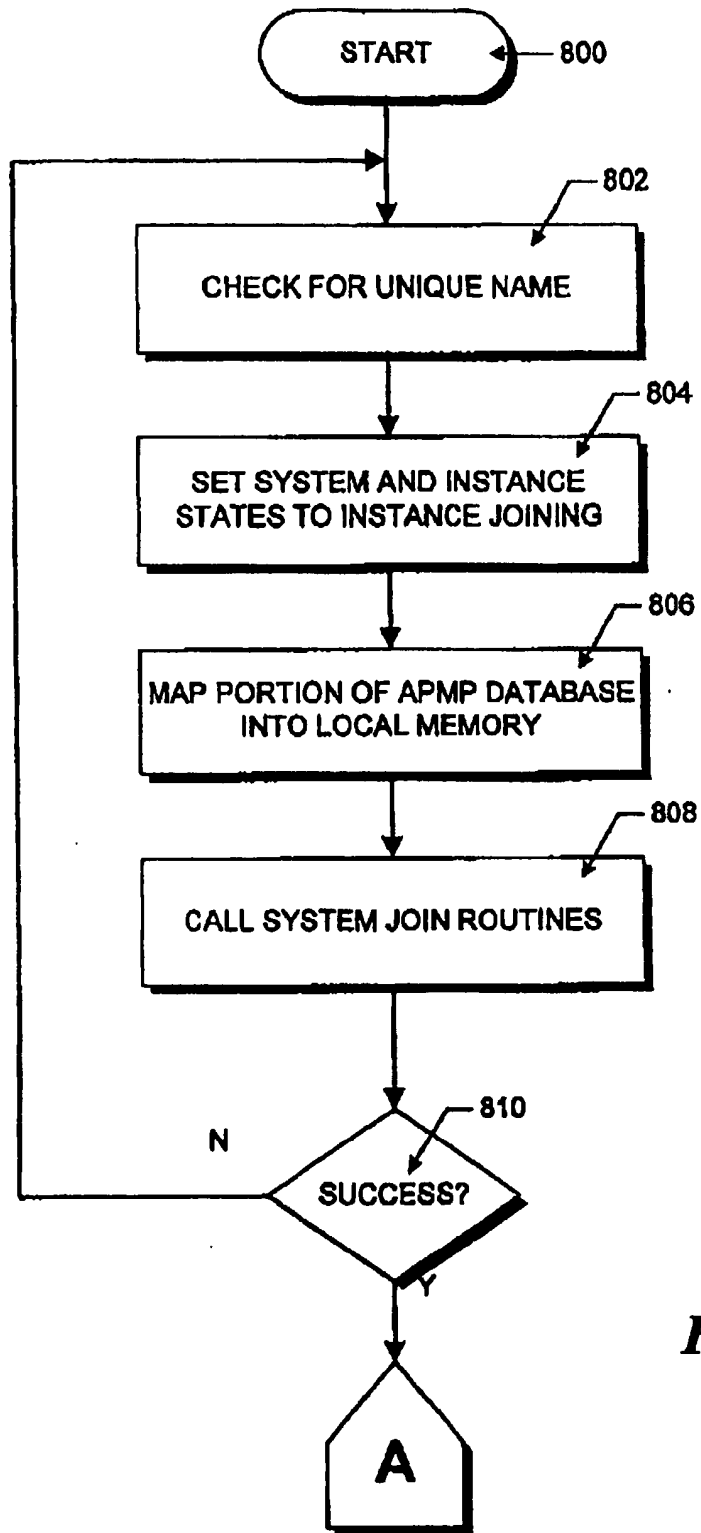 START
800
802
CHECK FOR UNIQUE NAME
804
SET SYSTEM AND INSTANCE
STATES TO INSTANCE JOINING
806
MAP PORTION OF APMP DATABASE
INTO LOCAL MEMORY
808
CALL SYSTEM JOIN ROUTINES
810
N
SUCCESS?
Y
A